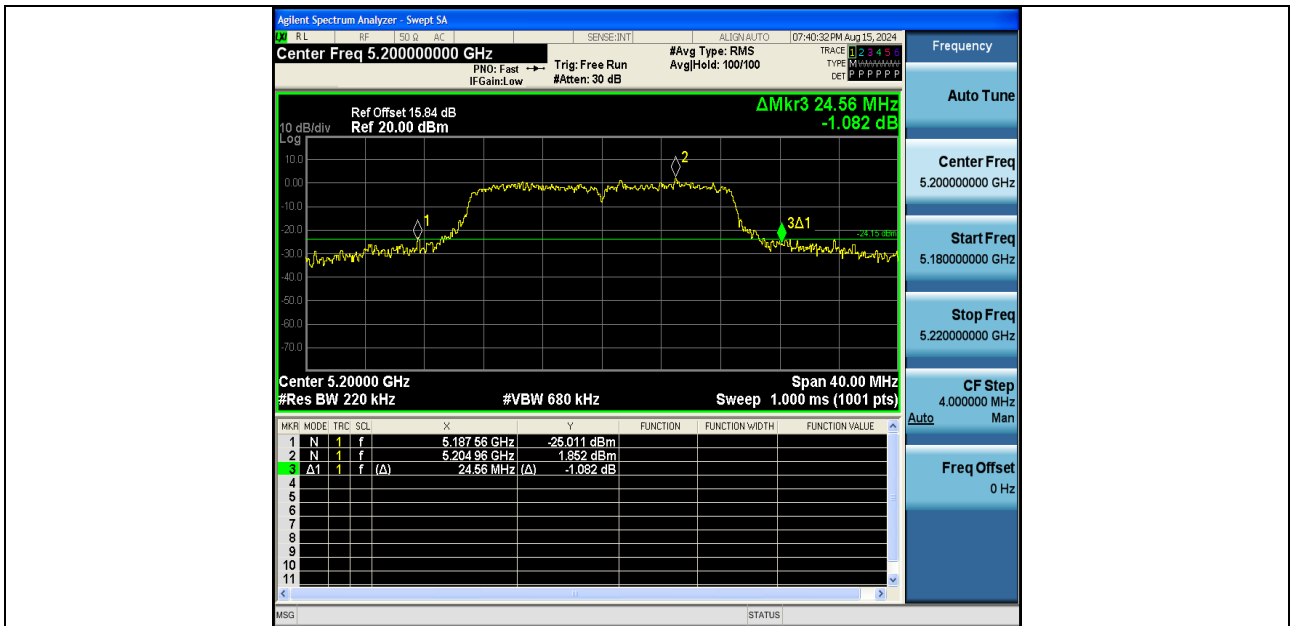 Agilent Spectrum Analyzer - Swept SA
LXI RL RF 50 Ω AC SENSE:INT ALIGN AUTO 07:40:32 PM Aug 15, 2024
Center Freq 5.200000000 GHz
PNO: Fast
IFGain:Low
Trig: Free Run
#Atten: 30 dB
#Avg Type: RMS
Avg|Hold: 100/100
TRACE 1 2 3 4 5 6
TYPE M
DET P P P P P P
Ref Offset 15.84 dB
10 dB/div Ref 20.00 dBm
Log
ΔMkr3 24.56 MHz
-1.082 dB
10.0
0.00
-10.0
-20.0
-30.0
-40.0
-50.0
-60.0
-70.0
1
2
3Δ1
-24.15 dBm
Center 5.20000 GHz Span 40.00 MHz
#Res BW 220 kHz #VBW 680 kHz Sweep 1.000 ms (1001 pts)
MKR MODE TRC SCL X Y FUNCTION FUNCTION WIDTH FUNCTION VALUE
1 N 1 f 5.187 56 GHz -25.011 dBm
2 N 1 f 5.204 96 GHz 1.852 dBm
3 Δ1 1 f (Δ) 24.56 MHz (Δ) -1.082 dB
4
5
6
7
8
9
10
11
MSG STATUS
Frequency
Auto Tune
Center Freq
5.200000000 GHz
Start Freq
5.180000000 GHz
Stop Freq
5.220000000 GHz
CF Step
4.000000 MHz
Auto Man
Freq Offset
0 Hz